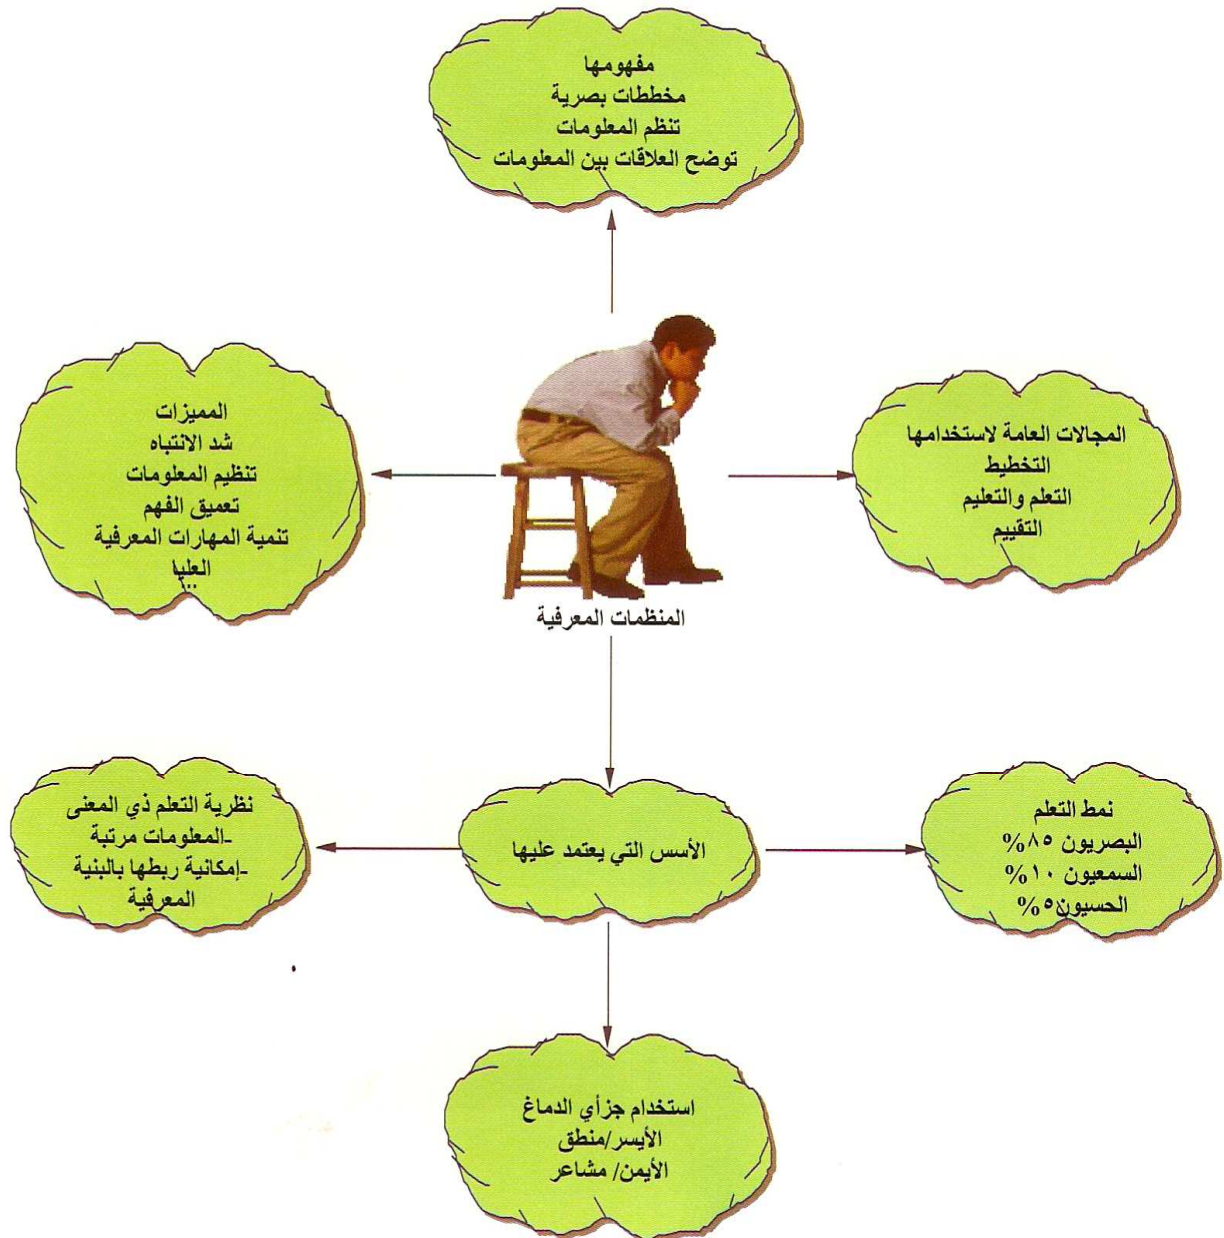 مفهومها
مخططات بصرية
تنظم المعلومات
توضح العلاقات بين المعلومات
المجالات العامة لاستخدامها
التخطيط
التعلم والتعليم
التقييم
المميزات
شد الانتباه
تنظيم المعلومات
تعميق الفهم
تنمية المهارات المعرفية
العليا
المنظمات المعرفية
نمط التعلم
البصريون ٨٥%
السمعيون ١٠%
الحسيون٥%
الأسس التي يعتمد عليها
نظرية التعلم ذي المعنى
-المعلومات مرتبة
-إمكانية ربطها بالبنية
المعرفية
استخدام جزأي الدماغ
الأيسر/منطق
الأيمن/ مشاعر